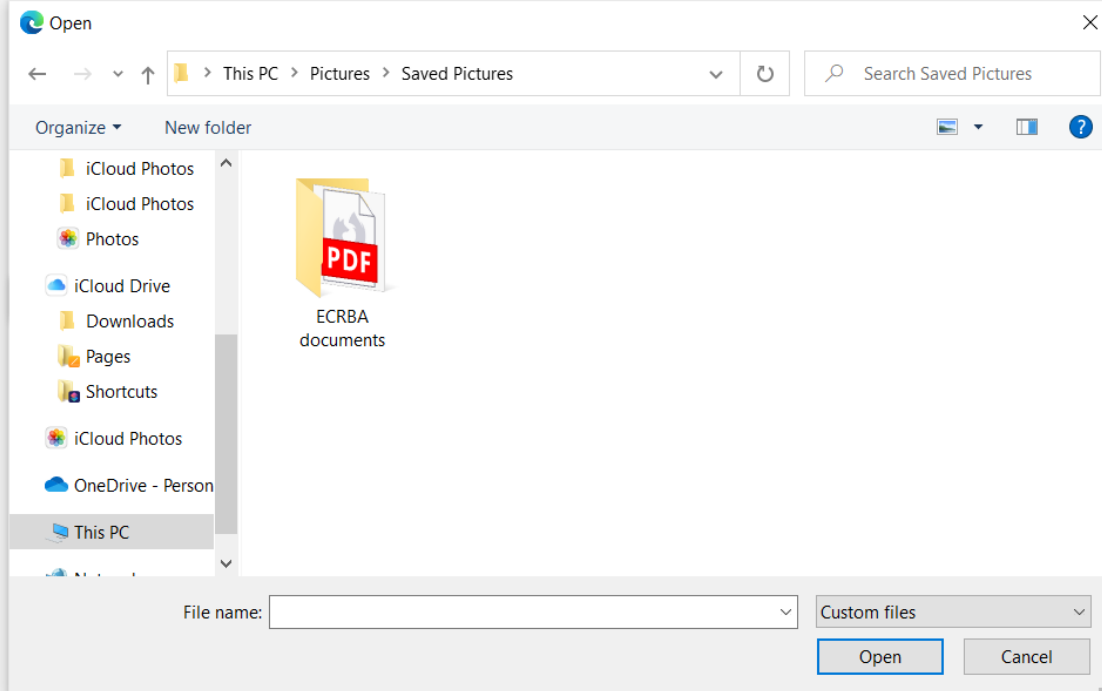 Open
This PC > Pictures > Saved Pictures
Search Saved Pictures
Organize
New folder
?
iCloud Photos
iCloud Photos
Photos
iCloud Drive
Downloads
Pages
Shortcuts
iCloud Photos
OneDrive - Person
This PC
PDF
ECRBA
documents
File name:
Custom files
Open
Cancel